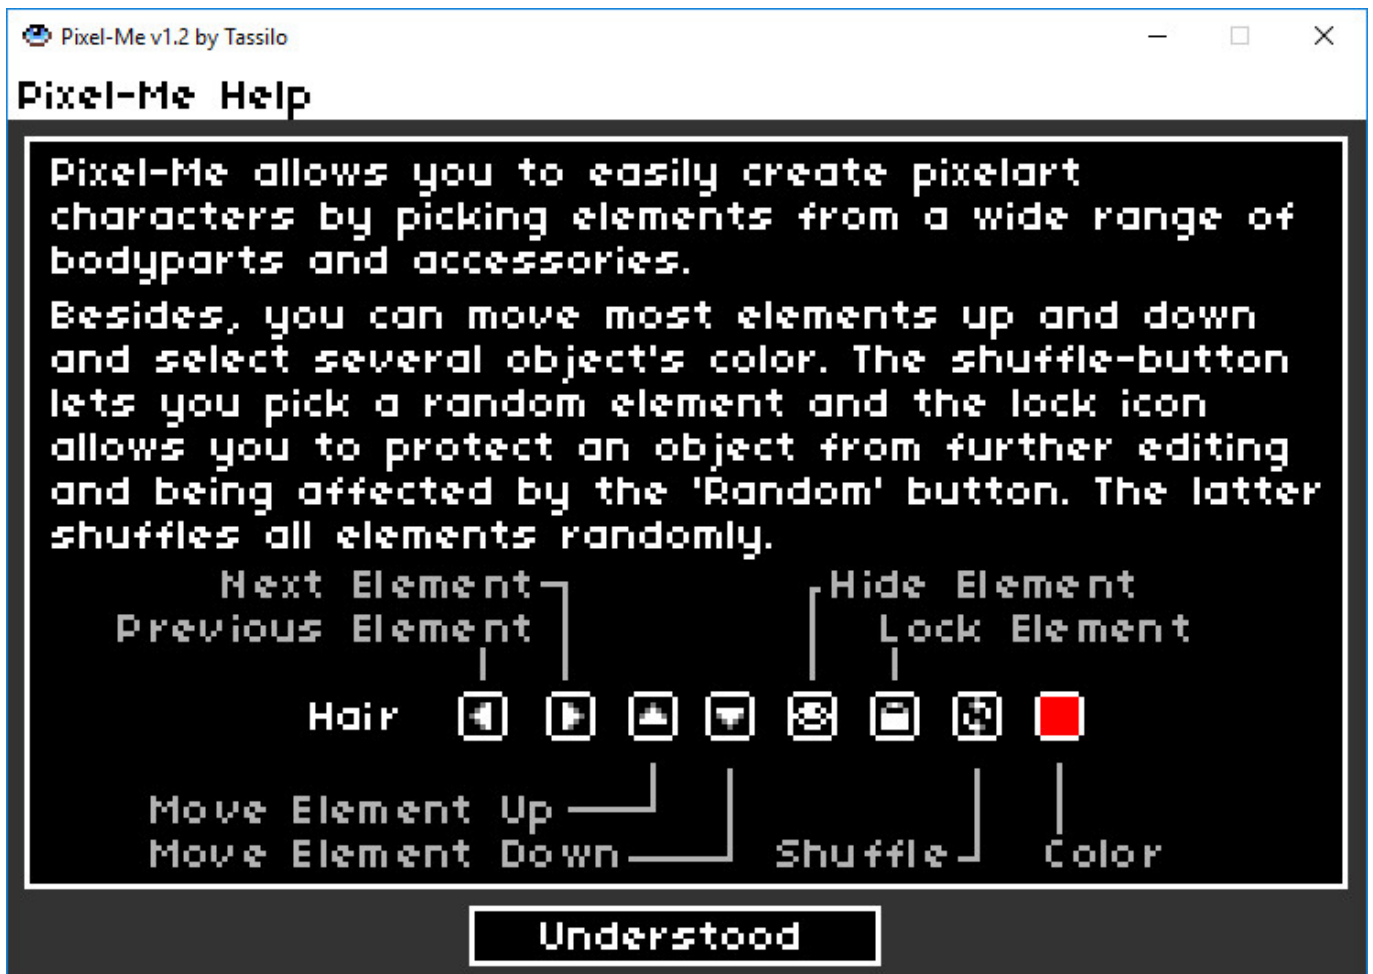 Pixel-Me v1.2 by Tassilo
Pixel-Me Help
Pixel-Me allows you to easily create pixelart
characters by picking elements from a wide range of
bodyparts and accessories.
Besides, you can move most elements up and down
and select several object's color. The shuffle-button
lets you pick a random element and the lock icon
allows you to protect an object from further editing
and being affected by the 'Random' button. The latter
shuffles all elements randomly.
Next Element
Hide Element
Previous Element
Lock Element
Hair
Move Element Up
Move Element Down
Shuffle
Color
Understood